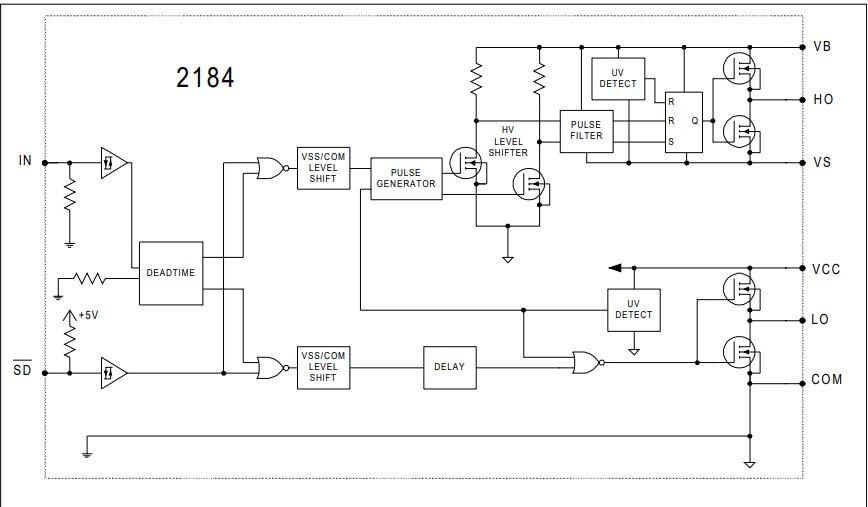 2184
VB
UV
DETECT
HO
R
HV
LEVEL
SHIFTER
PULSE
FILTER
R
Q
S
IN
VSS/COM
LEVEL
SHIFT
PULSE
GENERATOR
VS
DEADTIME
VCC
+5V
UV
DETECT
LO
SD
VSS/COM
LEVEL
SHIFT
DELAY
COM